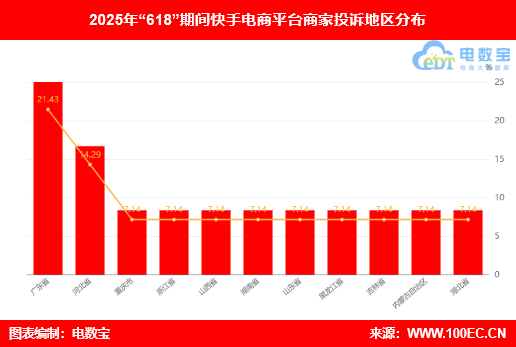 2025年“618”期间快手电商平台商家投诉地区分布
电数宝
EDT
电商大数据库
%
25
20
15
10
5
0
21.43
14.29
7.14
7.14
7.14
7.14
7.14
7.14
7.14
7.14
7.14
广东省
河北省
重庆市
浙江省
山西省
湖南省
山东省
黑龙江省
吉林省
内蒙古自治区
湖北省
图表编制：电数宝
来源：WWW.100EC.CN